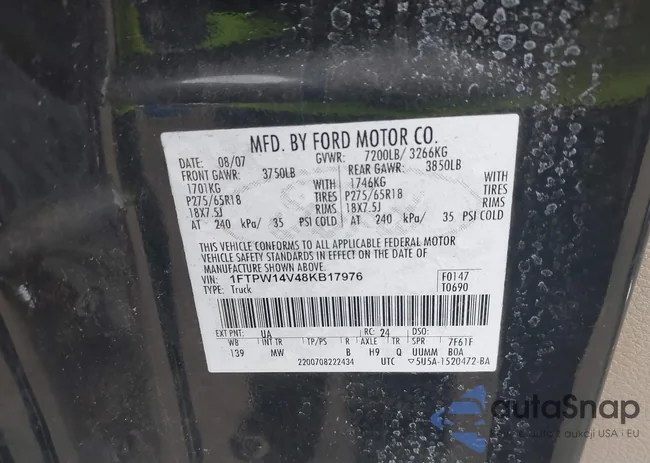 MFD. BY FORD MOTOR CO.
DATE: 08/07 GVWR: 7200LB/ 3266KG
FRONT GAWR: 3750LB REAR GAWR: 3850LB
1701KG WITH 1746KG WITH
P275/65R18 TIRES P275/65R18 TIRES
18X7.5J RIMS 18X7.5J RIMS
AT 240 kPa/ 35 PSI COLD AT 240 kPa/ 35 PSI COLD
THIS VEHICLE CONFORMS TO ALL APPLICABLE FEDERAL MOTOR
VEHICLE SAFETY STANDARDS IN EFFECT ON THE DATE OF
MANUFACTURE SHOWN ABOVE.
VIN: 1FTPW14V48KB17976 F0147
TYPE: Truck T0690
EXT PNT: UA RC: 24 DSO:
WB INT TR TP/PS R AXLE TR SPR 7F61F
139 MW B H9 Q UUMM BOA
2200708222434 UTC 5U5A-1520472-BA
autoSnap
Auta z aukcji USA i EU